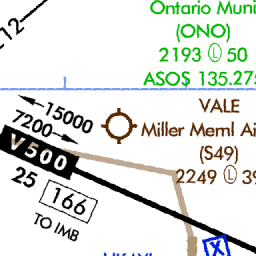 Ontario Muni
(ONO)
2193 Ⓛ 50
ASOS 135.275
L12
VALE
Miller Meml Ai
(S49)
2249 Ⓛ 39
15000
7200
V500
25
166
TO IMB
X